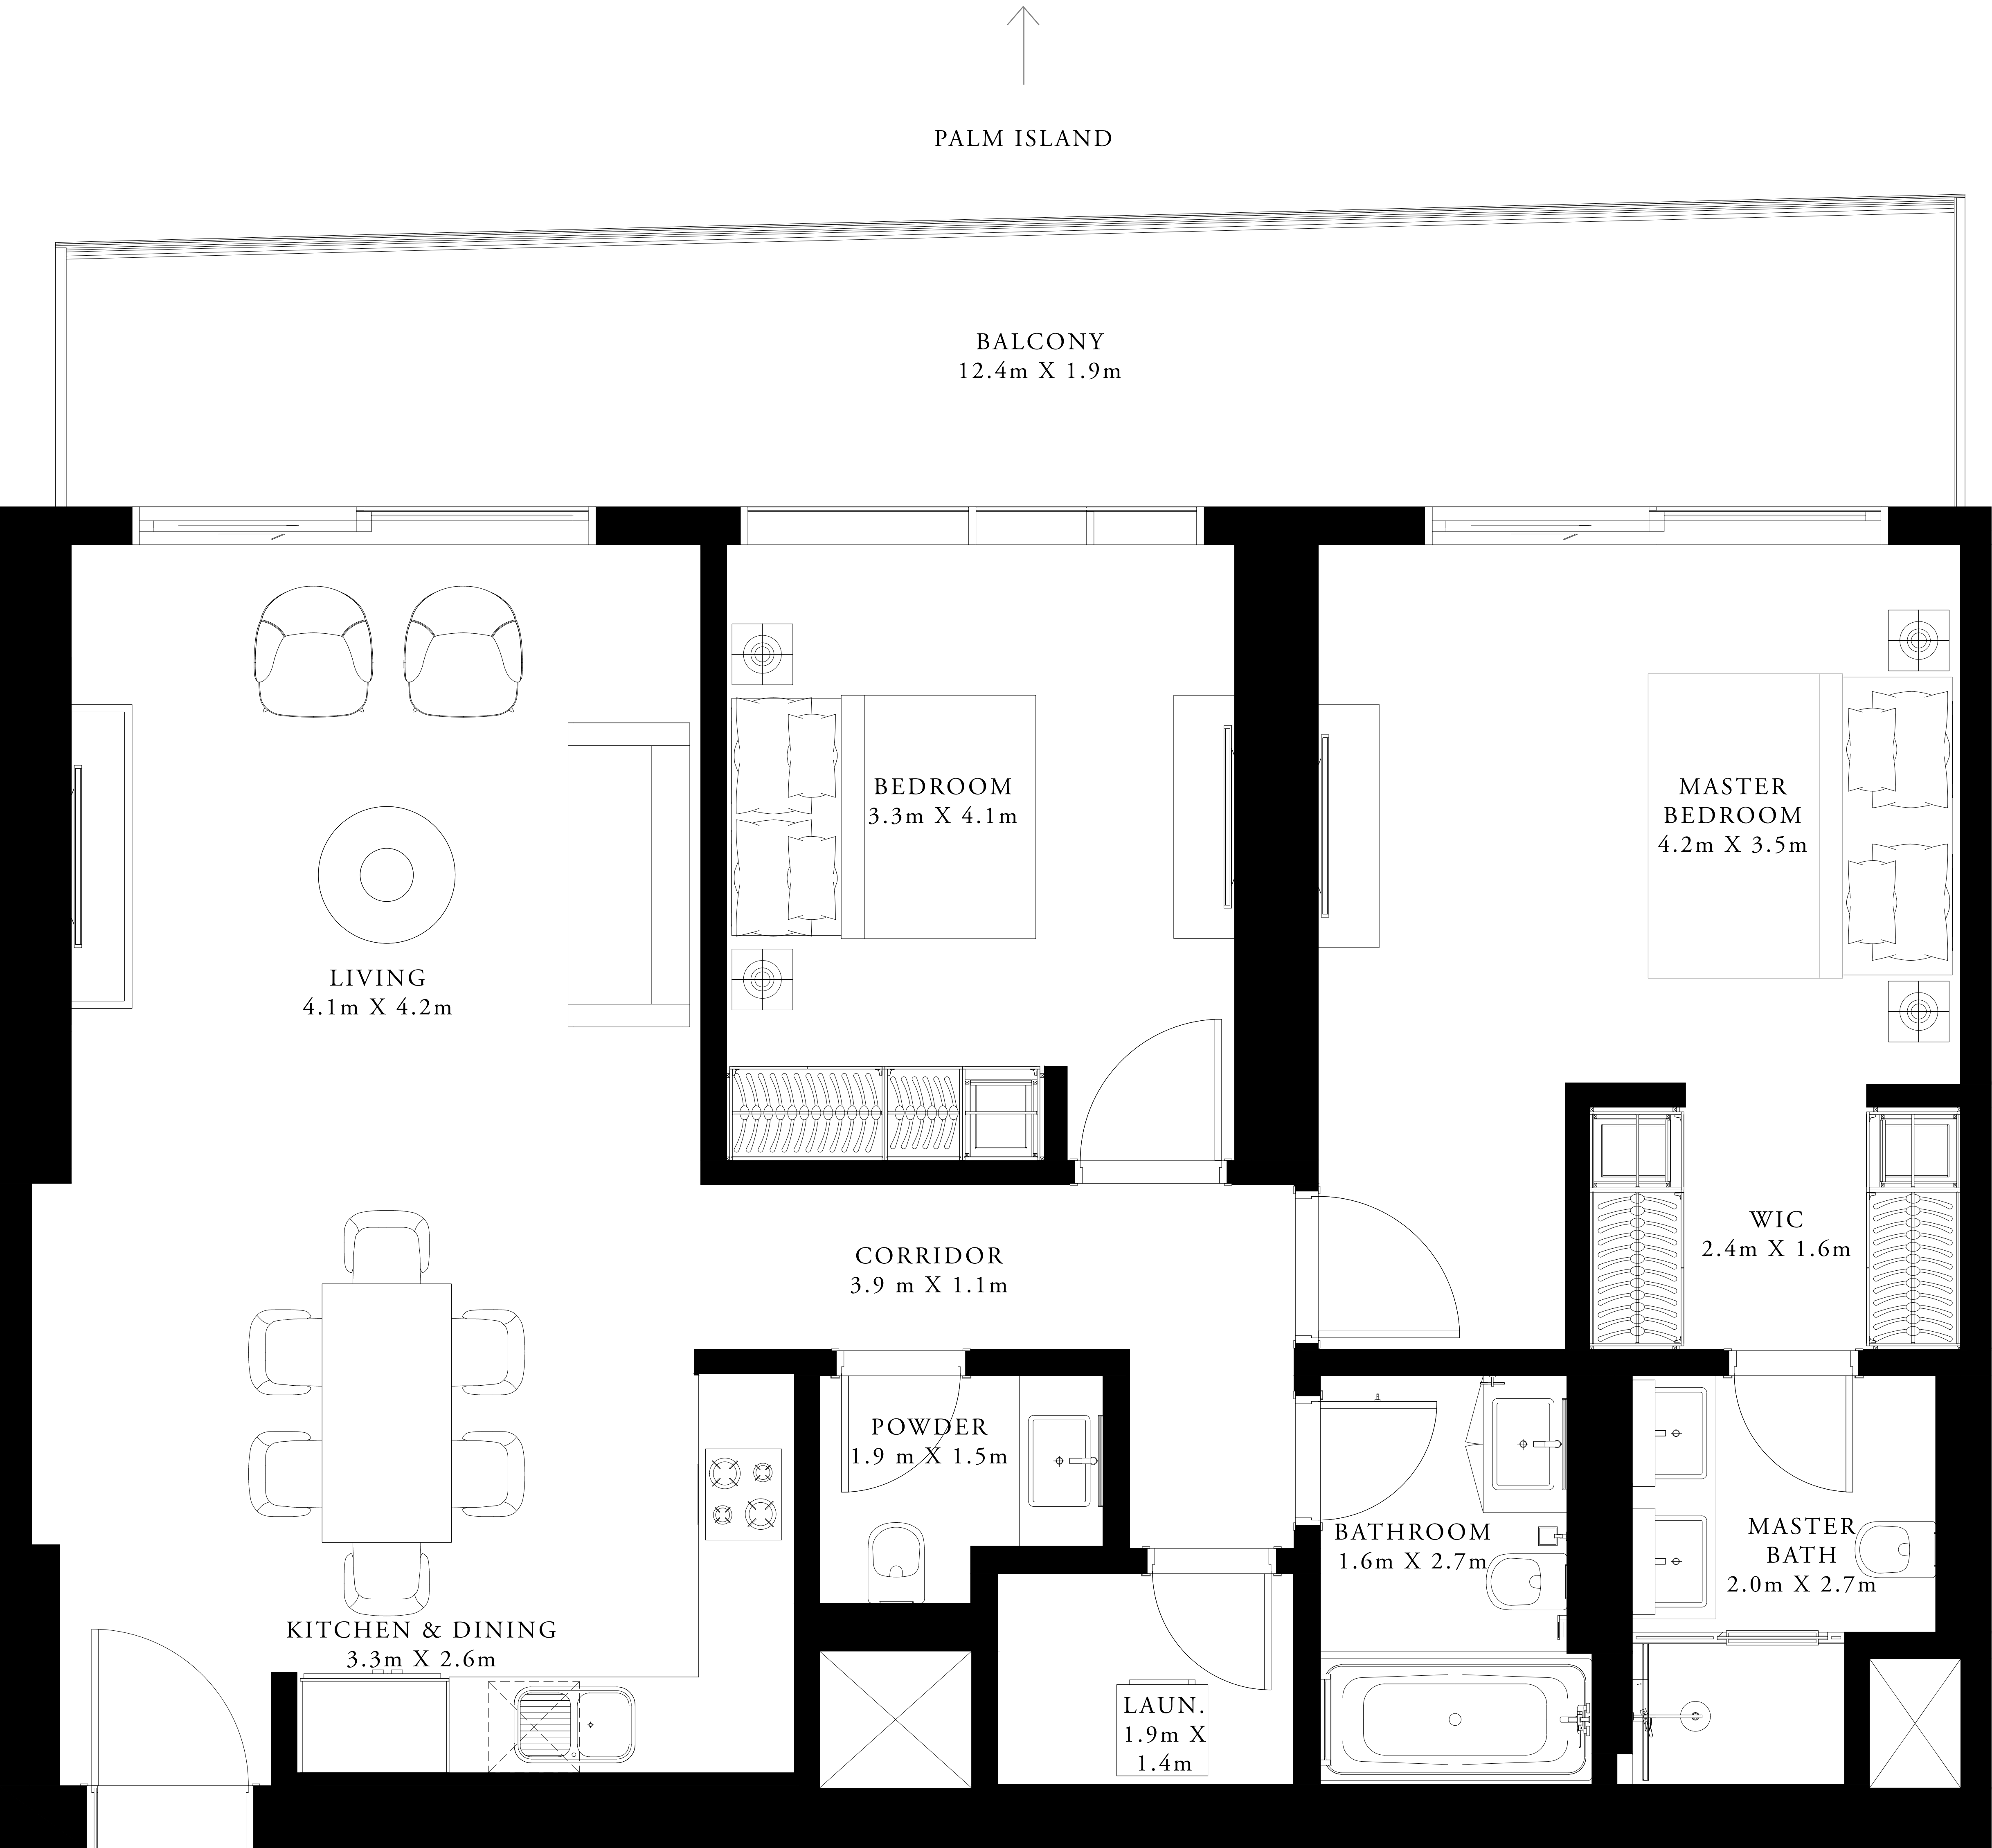 PALM ISLAND
BALCONY
12.4m X 1.9m
BEDROOM
3.3m X 4.1m
MASTER
BEDROOM
4.2m X 3.5m
LIVING
4.1m X 4.2m
WIC
2.4m X 1.6m
CORRIDOR
3.9 m X 1.1m
POWDER
1.9 m X 1.5m
BATHROOM
1.6m X 2.7m
MASTER
BATH
2.0m X 2.7m
KITCHEN & DINING
3.3m X 2.6m
LAUN.
1.9m X
1.4m